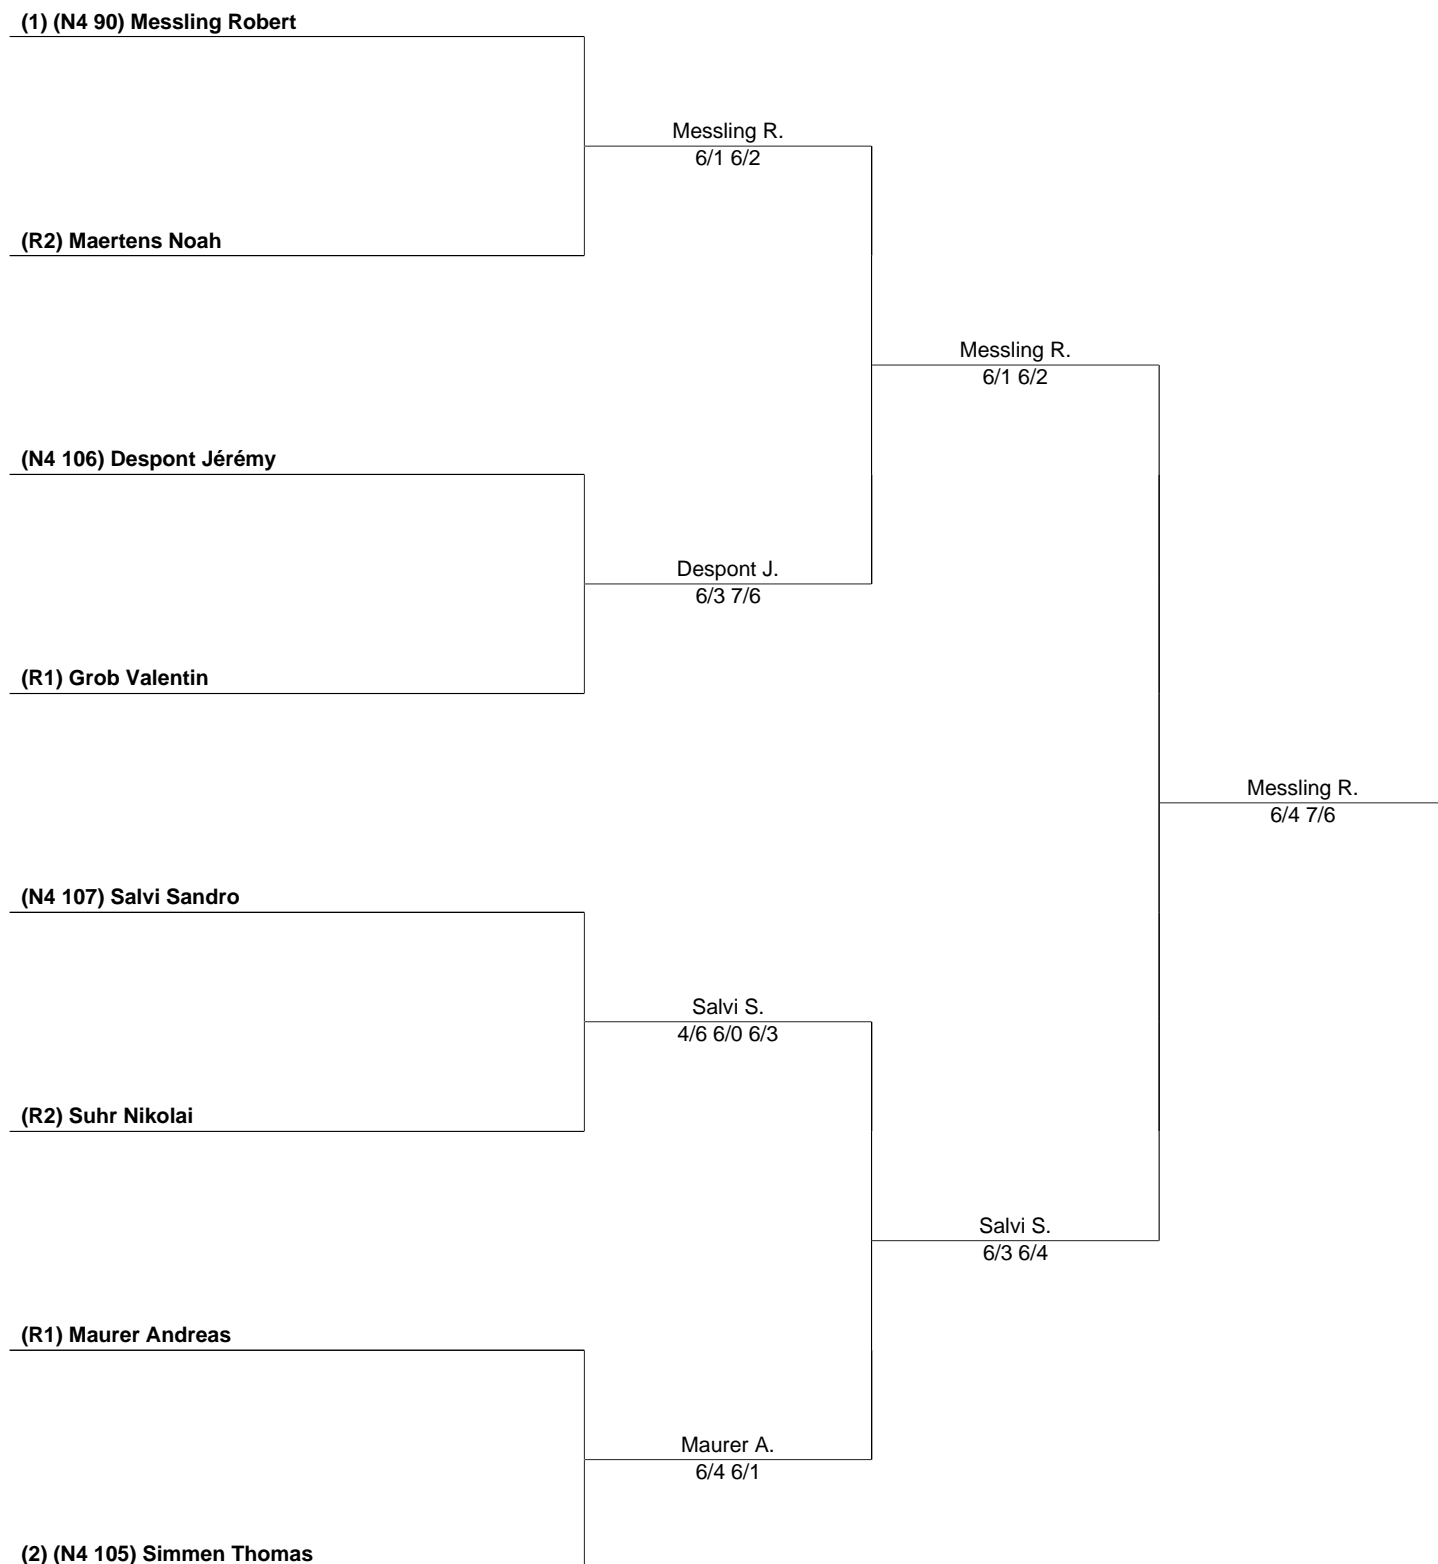 (1) (N4 90) Messling Robert
Messling R.
6/1 6/2
(R2) Maertens Noah
Messling R.
6/1 6/2
(N4 106) Despont Jérémy
Despont J.
6/3 7/6
(R1) Grob Valentin
Messling R.
6/4 7/6
(N4 107) Salvi Sandro
Salvi S.
4/6 6/0 6/3
(R2) Suhr Nikolai
Salvi S.
6/3 6/4
(R1) Maurer Andreas
Maurer A.
6/4 6/1
(2) (N4 105) Simmen Thomas